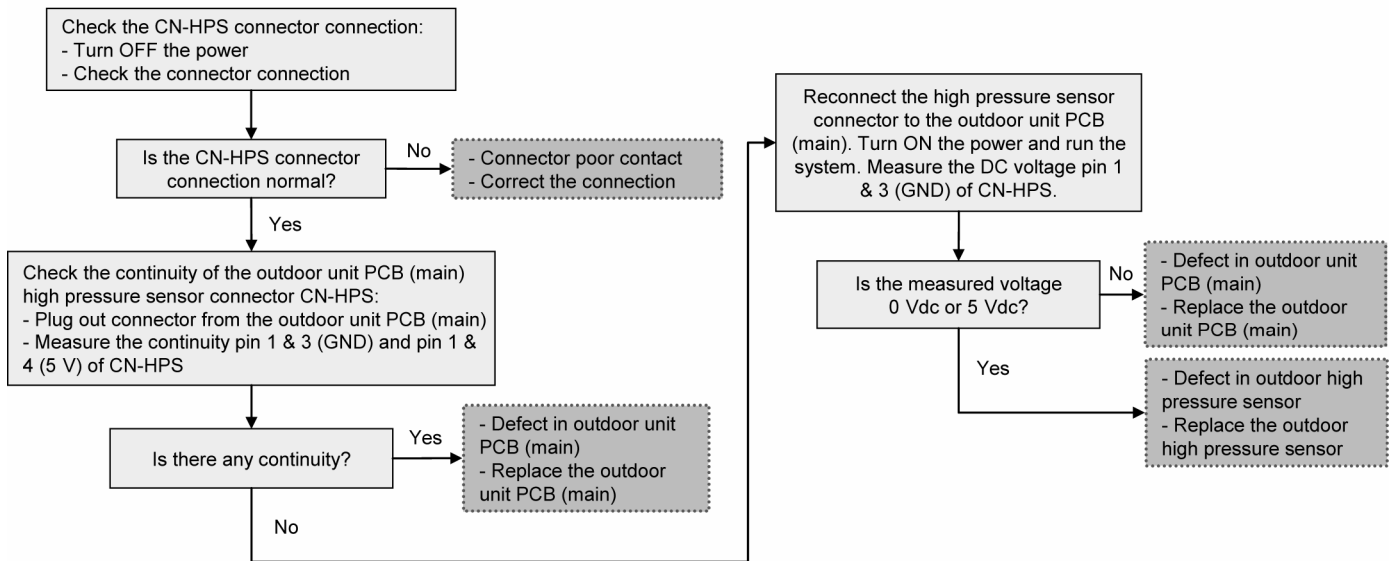 Check the CN-HPS connector connection:
- Turn OFF the power
- Check the connector connection
Is the CN-HPS connector
connection normal?
No
- Connector poor contact
- Correct the connection
Yes
Check the continuity of the outdoor unit PCB (main)
high pressure sensor connector CN-HPS:
- Plug out connector from the outdoor unit PCB (main)
- Measure the continuity pin 1 & 3 (GND) and pin 1 &
4 (5 V) of CN-HPS
Is there any continuity?
Yes
- Defect in outdoor unit
PCB (main)
- Replace the outdoor
unit PCB (main)
No
Reconnect the high pressure sensor
connector to the outdoor unit PCB
(main). Turn ON the power and run the
system. Measure the DC voltage pin 1
& 3 (GND) of CN-HPS.
Is the measured voltage
0 Vdc or 5 Vdc?
No
- Defect in outdoor unit
PCB (main)
- Replace the outdoor
unit PCB (main)
Yes
- Defect in outdoor high
pressure sensor
- Replace the outdoor
high pressure sensor